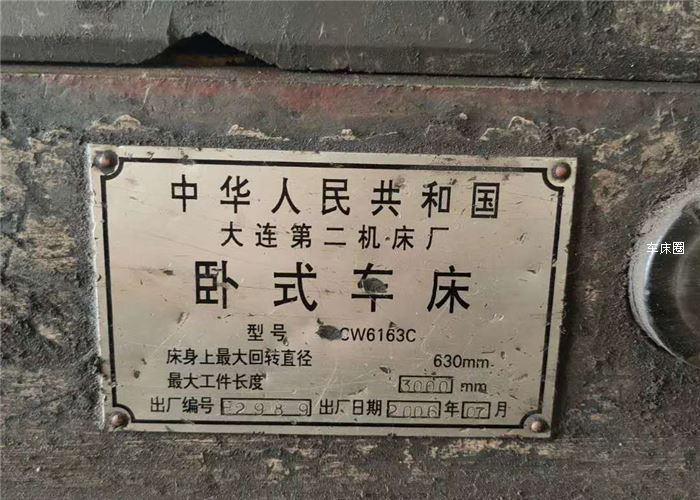 中华人民共和国
大连第二机床厂
卧式车床
型号 CW6163C
床身上最大回转直径 630mm
最大工件长度 3000 mm
出厂编号 E2989 出厂日期 2006 年 07 月
车床圈